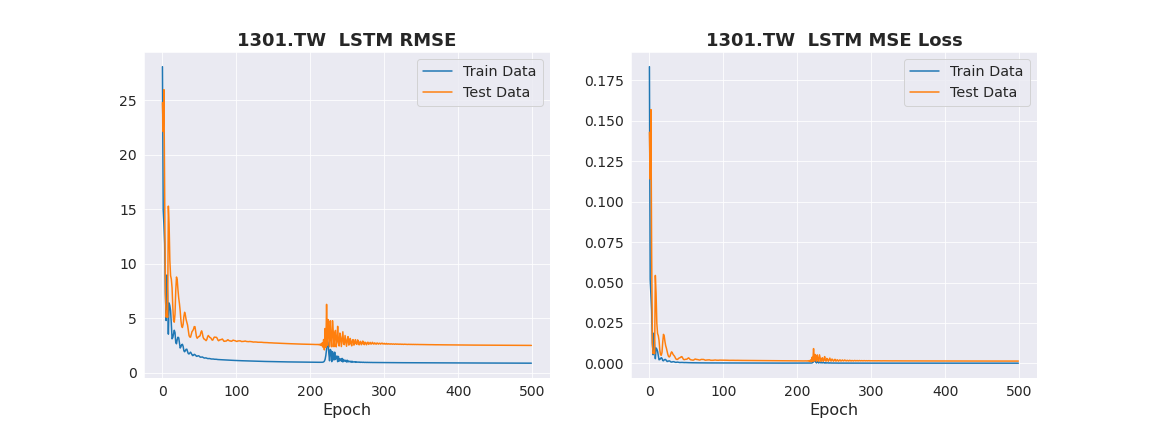 1301.TW  LSTM RMSE
Train Data
Test Data
25
20
15
10
5
0
0 100 200 300 400 500
Epoch
1301.TW  LSTM MSE Loss
Train Data
Test Data
0.175
0.150
0.125
0.100
0.075
0.050
0.025
0.000
0 100 200 300 400 500
Epoch